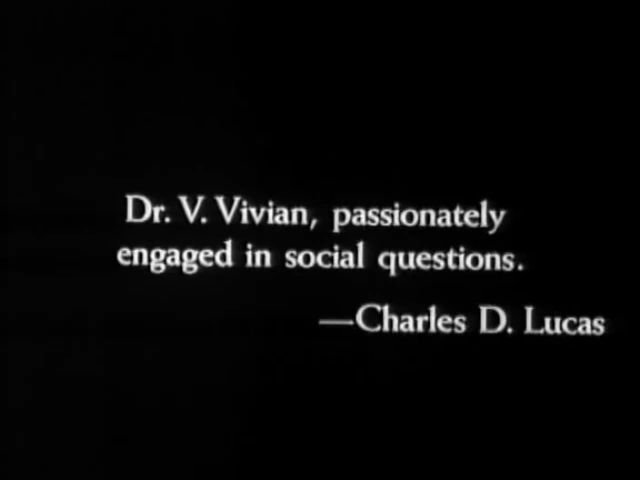 Dr. V. Vivian, passionately
engaged in social questions.
—Charles D. Lucas